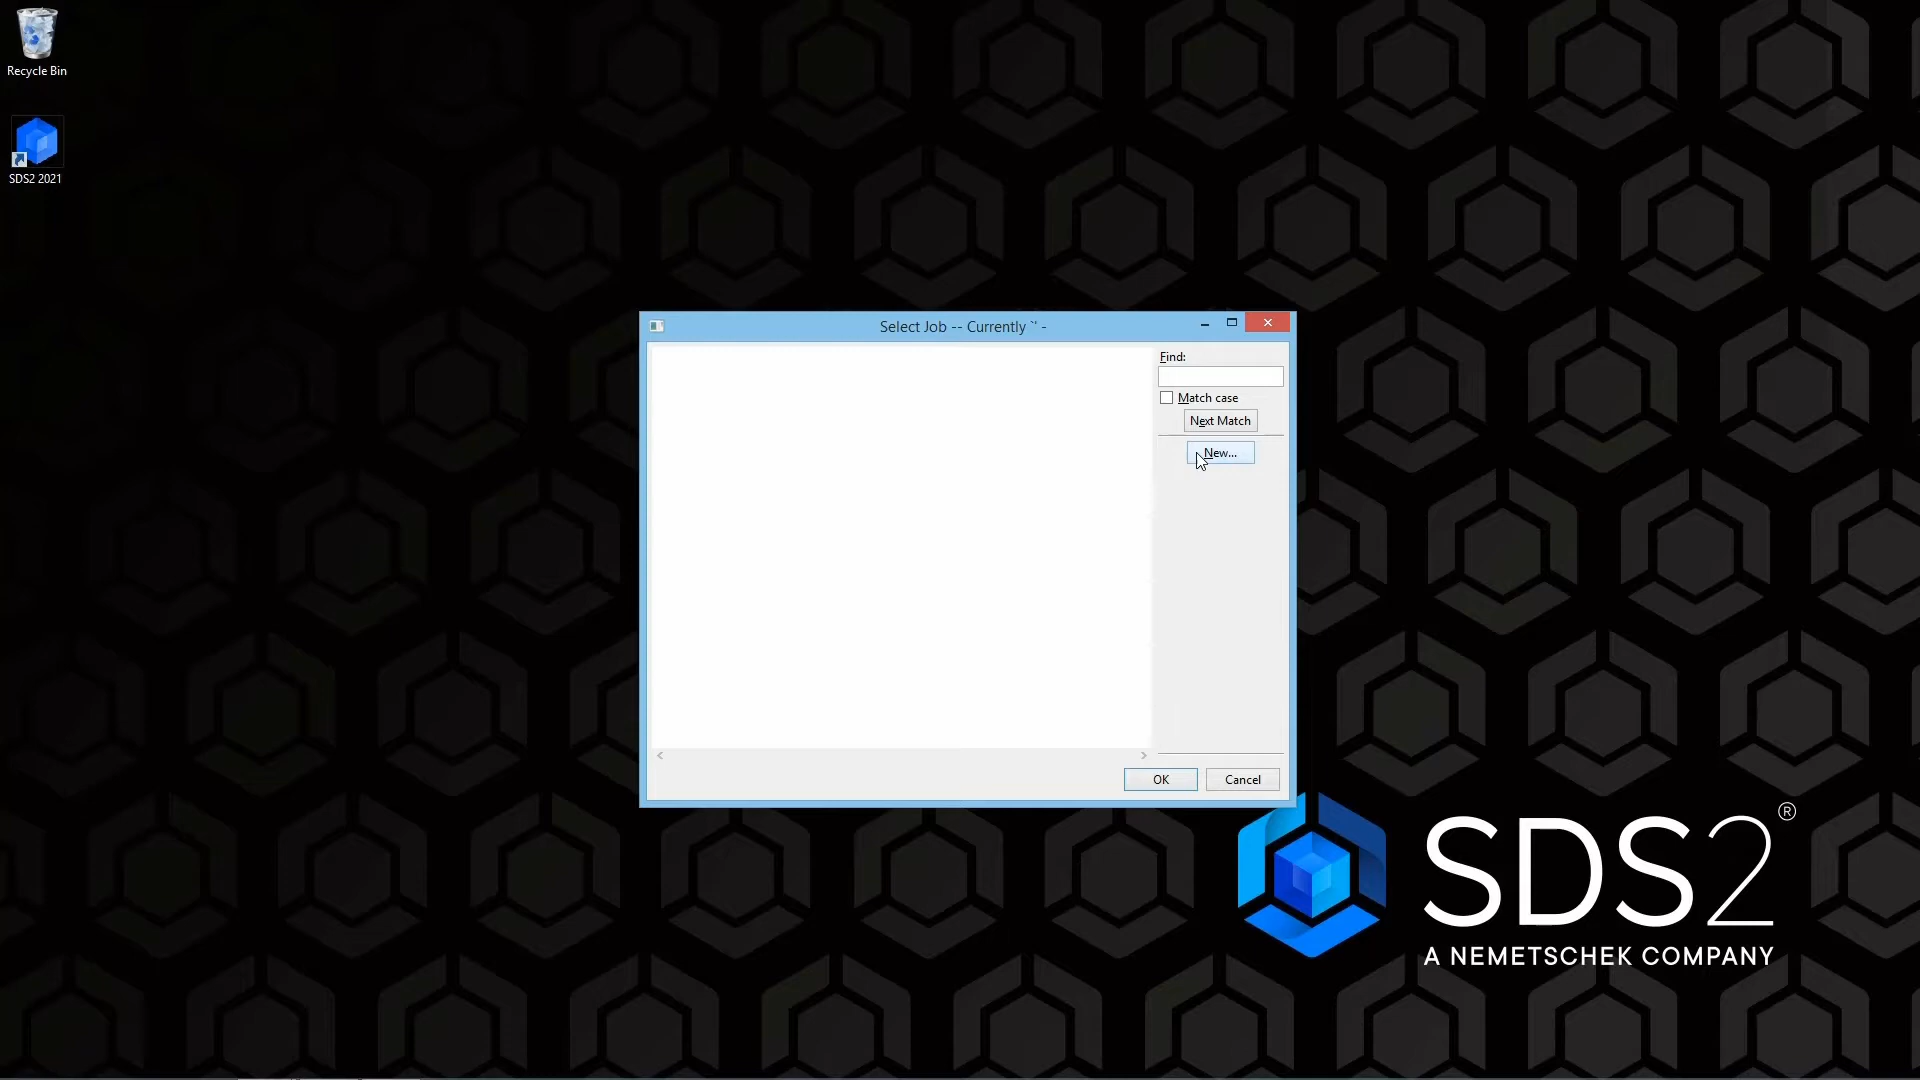 Recycle Bin
SDS2 2021
Select Job -- Currently `' -
Find:
Match case
Next Match
New...
OK
Cancel
SDS2®
A NEMETSCHEK COMPANY